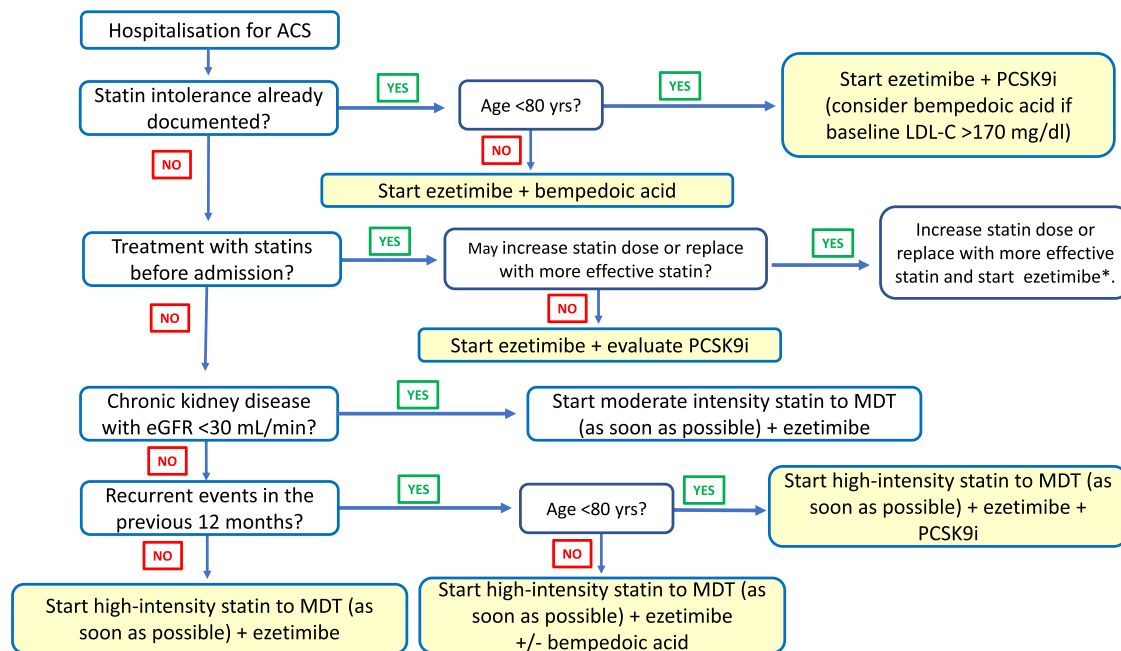 Hospitalisation for ACS
Statin intolerance already
documented?
YES
Age <80 yrs?
YES
Start ezetimibe + PCSK9i
(consider bempedoic acid if
baseline LDL-C >170 mg/dl)
NO
NO
Start ezetimibe + bempedoic acid
Treatment with statins
before admission?
YES
May increase statin dose or replace
with more effective statin?
YES
Increase statin dose or
replace with more effective
statin and start ezetimibe*.
NO
NO
Start ezetimibe + evaluate PCSK9i
Chronic kidney disease
with eGFR <30 mL/min?
YES
Start moderate intensity statin to MDT
(as soon as possible) + ezetimibe
NO
Recurrent events in the
previous 12 months?
YES
Age <80 yrs?
YES
Start high-intensity statin to MDT (as
soon as possible) + ezetimibe +
PCSK9i
NO
NO
Start high-intensity statin to MDT (as
soon as possible) + ezetimibe
Start high-intensity statin to MDT (as
soon as possible) + ezetimibe
+/- bempedoic acid